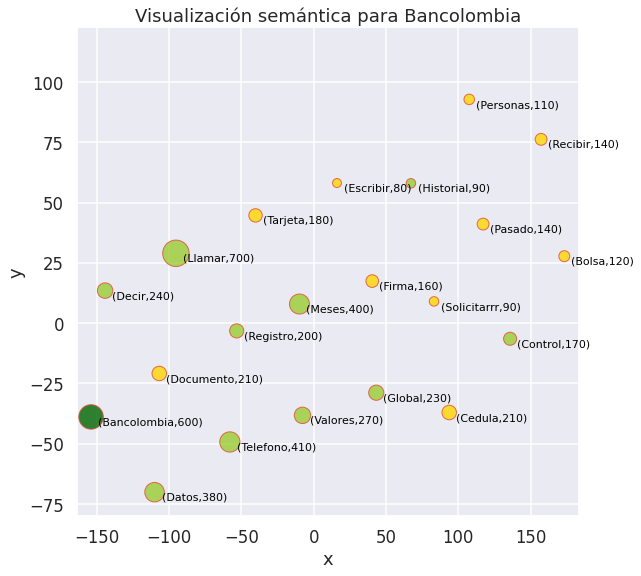 Visualización semántica para Bancolombia
y
100
75
50
25
0
−25
−50
−75
(Personas,110)
(Recibir,140)
(Escribir,80)
(Historial,90)
(Tarjeta,180)
(Pasado,140)
(Llamar,700)
(Bolsa,120)
(Decir,240)
(Firma,160)
(Meses,400)
(Solicitarrr,90)
(Registro,200)
(Control,170)
(Documento,210)
(Global,230)
(Bancolombia,600)
(Valores,270)
(Cedula,210)
(Telefono,410)
(Datos,380)
−150
−100
−50
0
50
100
150
x